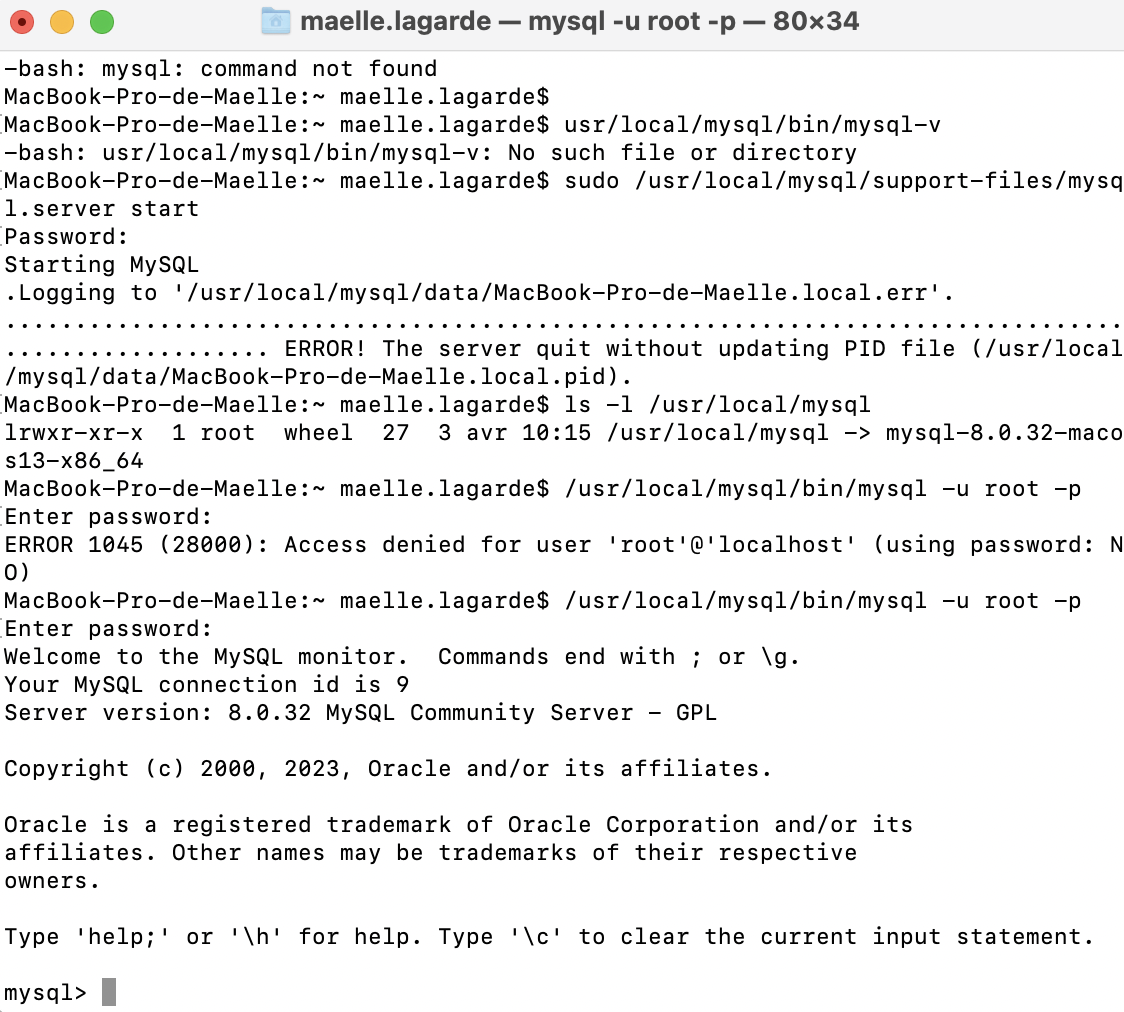 maelle.lagarde — mysql -u root -p — 80×34
-bash: mysql: command not found
MacBook-Pro-de-Maelle:~ maelle.lagarde$
MacBook-Pro-de-Maelle:~ maelle.lagarde$ usr/local/mysql/bin/mysql-v
-bash: usr/local/mysql/bin/mysql-v: No such file or directory
MacBook-Pro-de-Maelle:~ maelle.lagarde$ sudo /usr/local/mysql/support-files/mysq
l.server start
Password:
Starting MySQL
.Logging to '/usr/local/mysql/data/MacBook-Pro-de-Maelle.local.err'.
................................................................................
................... ERROR! The server quit without updating PID file (/usr/local
/mysql/data/MacBook-Pro-de-Maelle.local.pid).
MacBook-Pro-de-Maelle:~ maelle.lagarde$ ls -l /usr/local/mysql
lrwxr-xr-x  1 root  wheel  27  3 avr 10:15 /usr/local/mysql -> mysql-8.0.32-maco
s13-x86_64
MacBook-Pro-de-Maelle:~ maelle.lagarde$ /usr/local/mysql/bin/mysql -u root -p
Enter password:
ERROR 1045 (28000): Access denied for user 'root'@'localhost' (using password: N
O)
MacBook-Pro-de-Maelle:~ maelle.lagarde$ /usr/local/mysql/bin/mysql -u root -p
Enter password:
Welcome to the MySQL monitor.  Commands end with ; or \g.
Your MySQL connection id is 9
Server version: 8.0.32 MySQL Community Server - GPL
Copyright (c) 2000, 2023, Oracle and/or its affiliates.
Oracle is a registered trademark of Oracle Corporation and/or its
affiliates. Other names may be trademarks of their respective
owners.
Type 'help;' or '\h' for help. Type '\c' to clear the current input statement.
mysql>